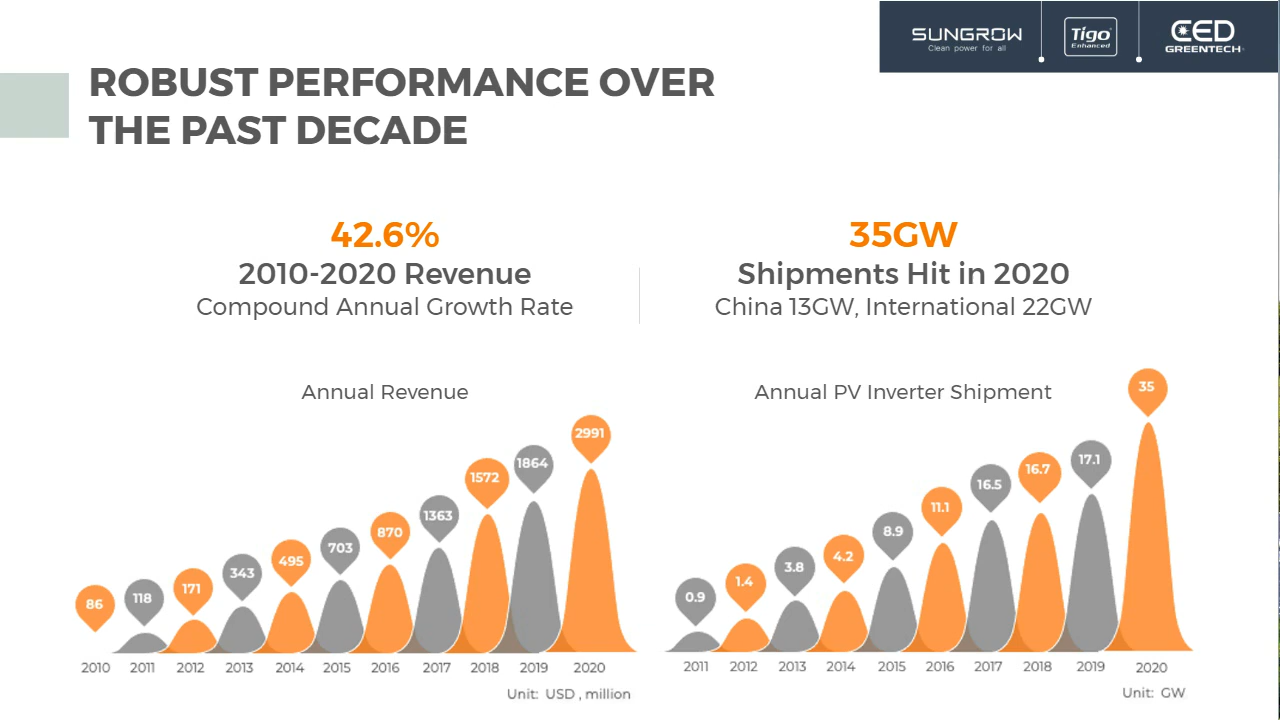 SUNGROW
Clean power for all
Tigo
Enhanced
CED
GREENTECH
ROBUST PERFORMANCE OVER
THE PAST DECADE
42.6%
2010-2020 Revenue
Compound Annual Growth Rate
35GW
Shipments Hit in 2020
China 13GW, International 22GW
Annual Revenue
86
118
171
343
495
703
870
1363
1572
1864
2991
2010 2011 2012 2013 2014 2015 2016 2017 2018 2019 2020
Unit: USD , million
Annual PV Inverter Shipment
0.9
1.4
3.8
4.2
8.9
11.1
16.5
16.7
17.1
35
2011 2012 2013 2014 2015 2016 2017 2018 2019 2020
Unit: GW